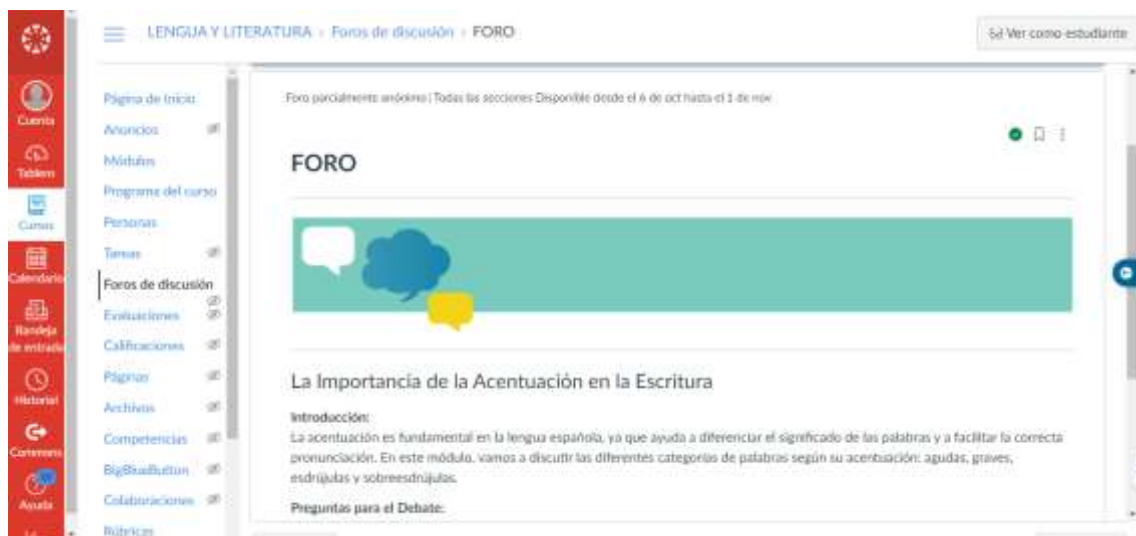 LENGUA Y LITERATURA › Foros de discusión › FORO
Ver como estudiante
Cuenta
Tablero
Cursos
Calendario
Bandeja
de entrada
Historial
Commons
Ayuda
Página de Inicio
Anuncios
Módulos
Programa del curso
Personas
Tareas
Foros de discusión
Evaluaciones
Calificaciones
Páginas
Archivos
Competencias
BigBlueButton
Colaboraciones
Rúbricas
Foro parcialmente anónimo | Todas las secciones Disponible desde el 6 de oct hasta el 1 de nov
FORO
La Importancia de la Acentuación en la Escritura
Introducción:
La acentuación es fundamental en la lengua española, ya que ayuda a diferenciar el significado de las palabras y a facilitar la correcta
pronunciación. En este módulo, vamos a discutir las diferentes categorías de palabras según su acentuación: agudas, graves,
esdrújulas y sobreesdrújulas.
Preguntas para el Debate: